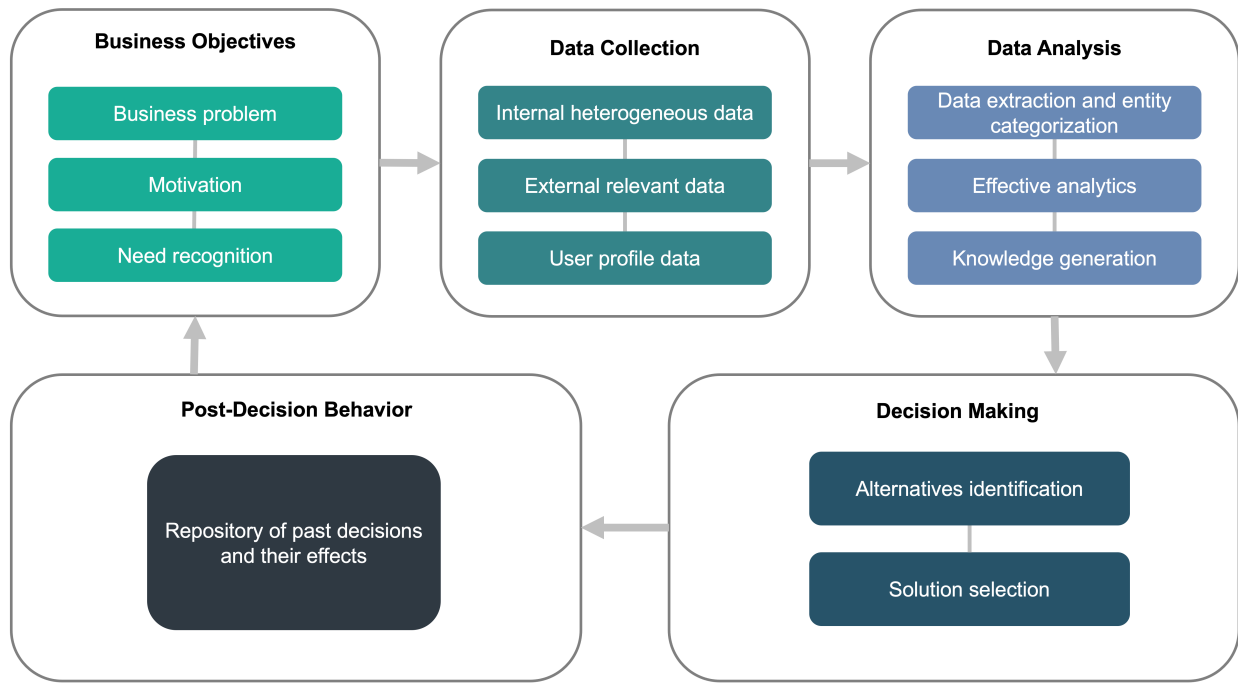 Business Objectives
Business problem
Motivation
Need recognition
Data Collection
Internal heterogeneous data
External relevant data
User profile data
Data Analysis
Data extraction and entity
categorization
Effective analytics
Knowledge generation
Decision Making
Alternatives identification
Solution selection
Post-Decision Behavior
Repository of past decisions
and their effects